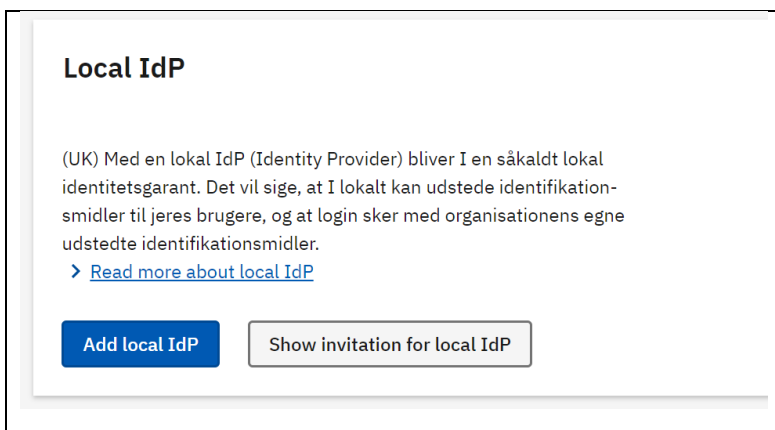 Local IdP
(UK) Med en lokal IdP (Identity Provider) bliver I en såkaldt lokal
identitetsgarant. Det vil sige, at I lokalt kan udstede identifikation-
smidler til jeres brugere, og at login sker med organisationens egne
udstedte identifikationsmidler.
Read more about local IdP
Add local IdP
Show invitation for local IdP